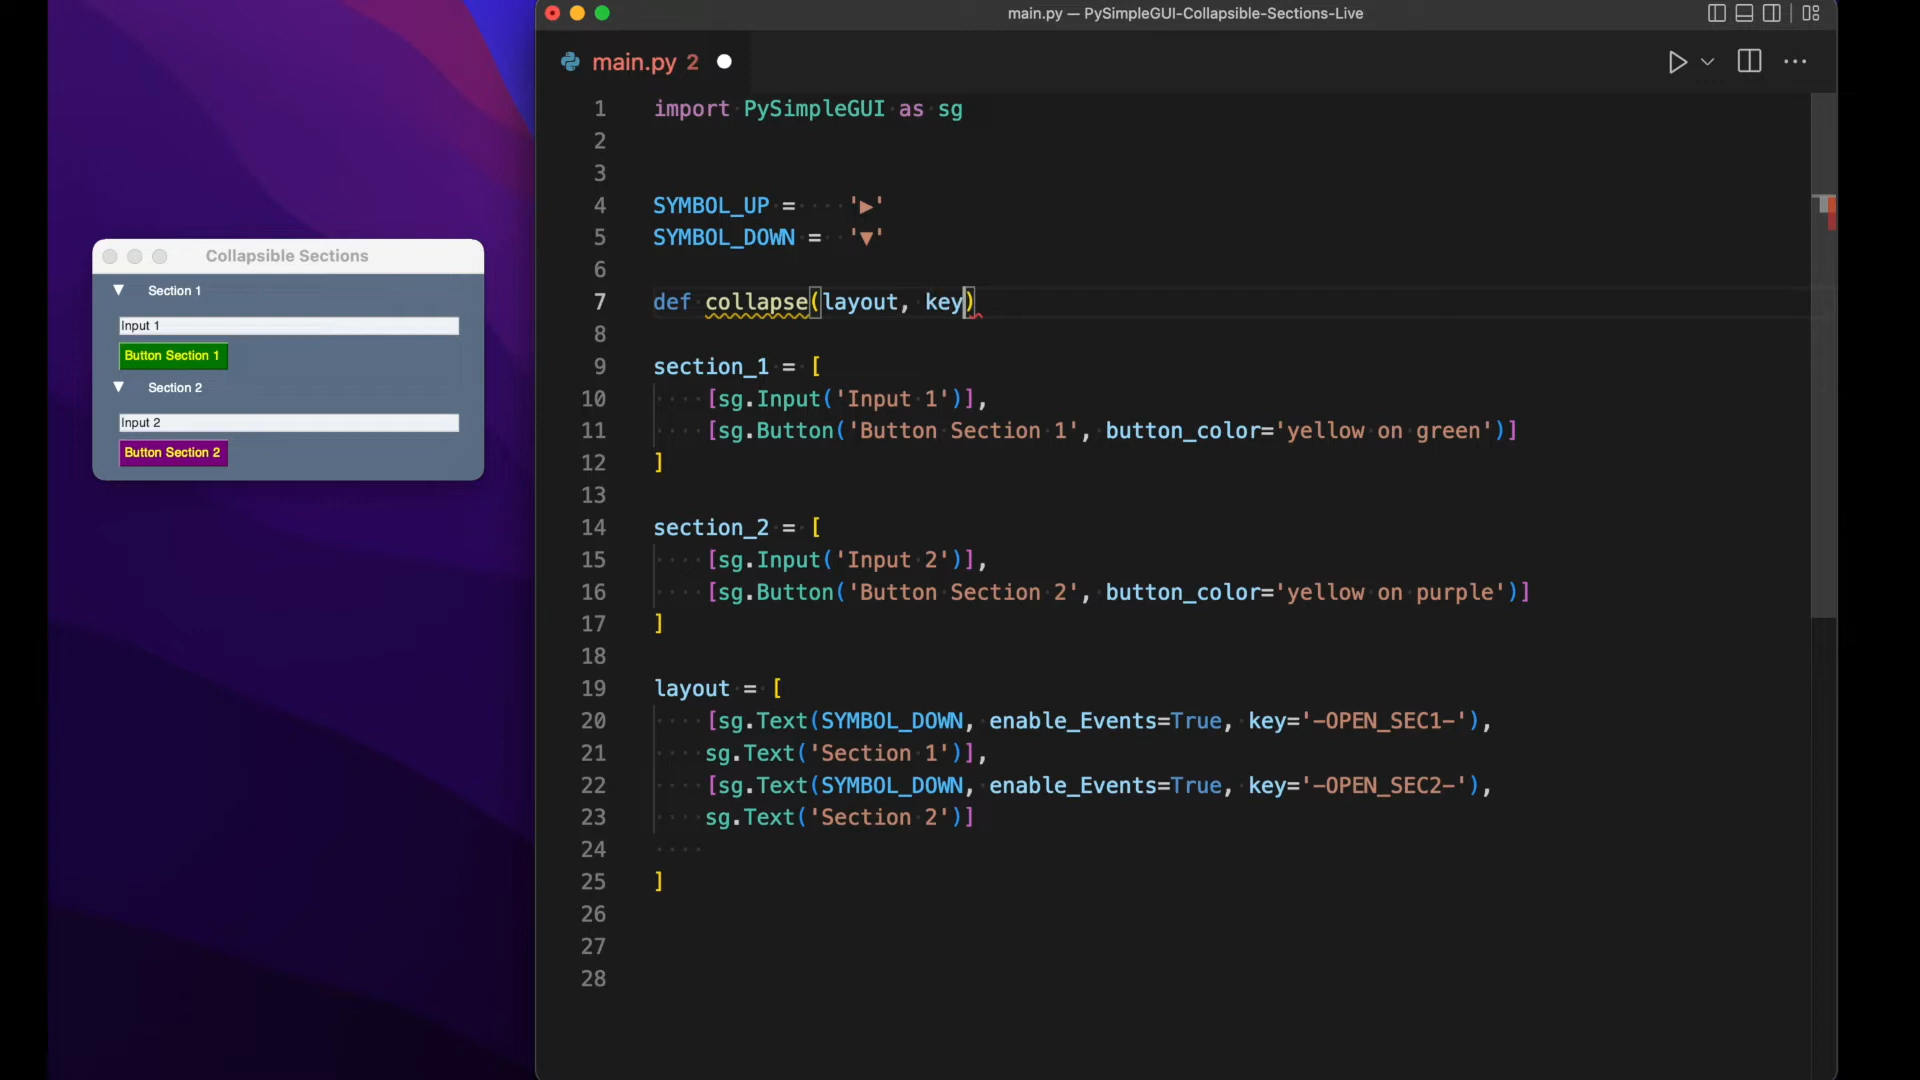 main.py — PySimpleGUI-Collapsible-Sections-Live
main.py 2
Collapsible Sections
▼ Section 1
Input 1
Button Section 1
▼ Section 2
Input 2
Button Section 2
1 import PySimpleGUI as sg
2
3
4 SYMBOL_UP =    '▶'
5 SYMBOL_DOWN =  '▼'
6
7 def collapse(layout, key)
8
9 section_1 = [
10     [sg.Input('Input 1')],
11     [sg.Button('Button Section 1', button_color='yellow on green')]
12 ]
13
14 section_2 = [
15     [sg.Input('Input 2')],
16     [sg.Button('Button Section 2', button_color='yellow on purple')]
17 ]
18
19 layout = [
20     [sg.Text(SYMBOL_DOWN, enable_Events=True, key='-OPEN_SEC1-'),
21     sg.Text('Section 1')],
22     [sg.Text(SYMBOL_DOWN, enable_Events=True, key='-OPEN_SEC2-'),
23     sg.Text('Section 2')]
24
25 ]
26
27
28